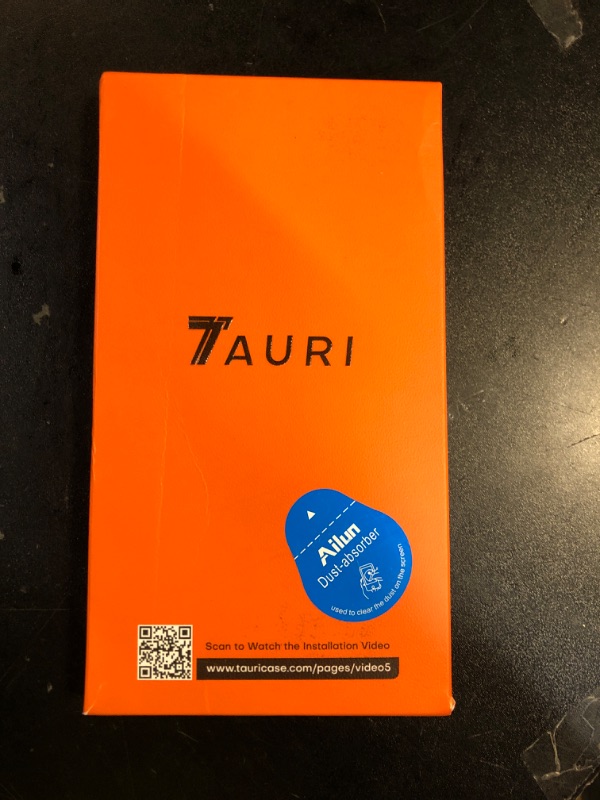 TAURI
Ailun
Dust-absorber
used to clear the dust on the screen
Scan to Watch the Installation Video
www.tauricase.com/pages/video5